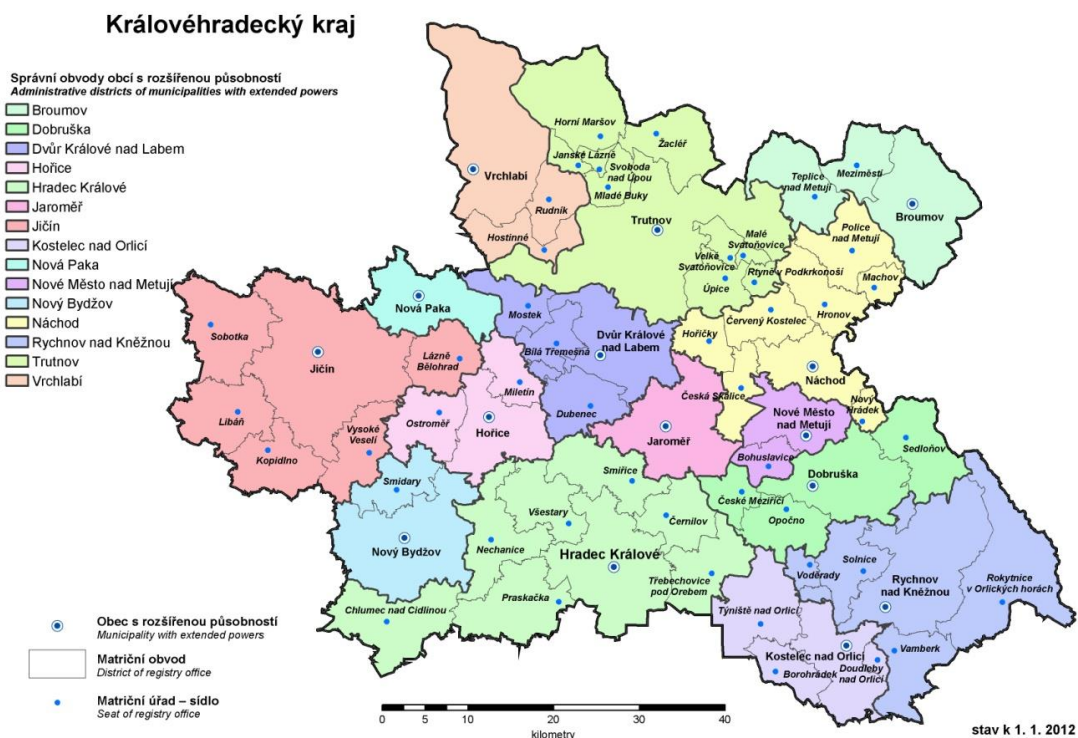 Královéhradecký kraj
Správní obvody obcí s rozšířenou působností
Administrative districts of municipalities with extended powers
Broumov
Dobruška
Dvůr Králové nad Labem
Hořice
Hradec Králové
Jaroměř
Jičín
Kostelec nad Orlicí
Nová Paka
Nové Město nad Metují
Nový Bydžov
Náchod
Rychnov nad Kněžnou
Trutnov
Vrchlabí
Horní Maršov
Žacléř
Janské Lázně
Svoboda
nad Úpou
Mladé Buky
Vrchlabí
Rudník
Hostinné
Trutnov
Teplice
nad Metují
Meziměstí
Broumov
Malé
Svatoňovice
Velké
Svatoňovice
Úpice
Rtyně v Podkrkonoší
Police
nad Metují
Machov
Hronov
Červený Kostelec
Hořičky
Nová Paka
Mostek
Dvůr Králové
nad Labem
Bílá Třemešná
Dubenec
Sobotka
Jičín
Lázně
Bělohrad
Libáň
Kopidlno
Vysoké
Veselí
Miletín
Ostroměř
Hořice
Náchod
Česká Skalice
Nový
Hrádek
Nové Město
nad Metují
Bohuslavice
Jaroměř
Sedloňov
Dobruška
České Meziříčí
Opočno
Smidary
Nový Bydžov
Smiřice
Všestary
Černilov
Nechanice
Hradec Králové
Třebechovice
pod Orebem
Praskačka
Chlumec nad Cidlinou
Voděrady
Solnice
Rychnov
nad Kněžnou
Rokytnice
v Orlických horách
Týniště nad Orlicí
Kostelec nad Orlicí
Borohrádek
Doudleby
nad Orlicí
Vamberk
Obec s rozšířenou působností
Municipality with extended powers
Matriční obvod
District of registry office
Matriční úřad – sídlo
Seat of registry office
0 10 20 30 40
kilometry
stav k 1. 1. 2012